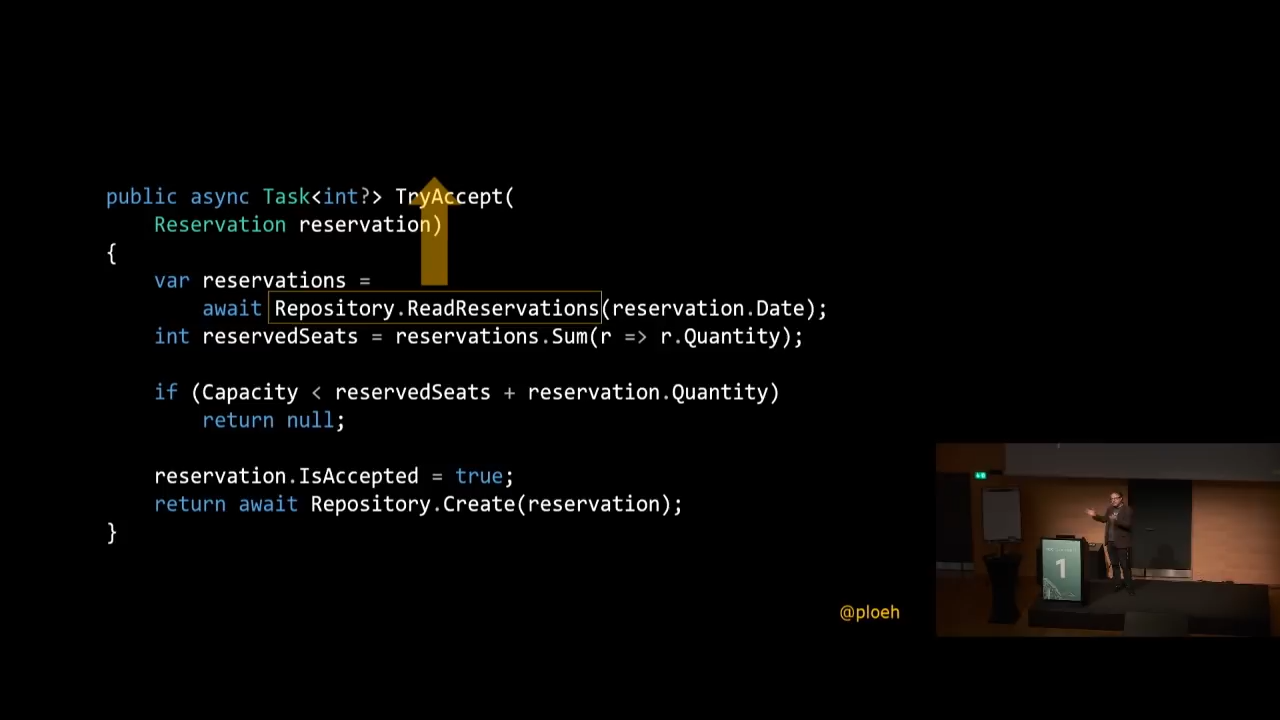 public async Task<int?> TryAccept(
Reservation reservation)
{
var reservations =
await Repository.ReadReservations(reservation.Date);
int reservedSeats = reservations.Sum(r => r.Quantity);
if (Capacity < reservedSeats + reservation.Quantity)
return null;
reservation.IsAccepted = true;
return await Repository.Create(reservation);
}
@ploeh
1